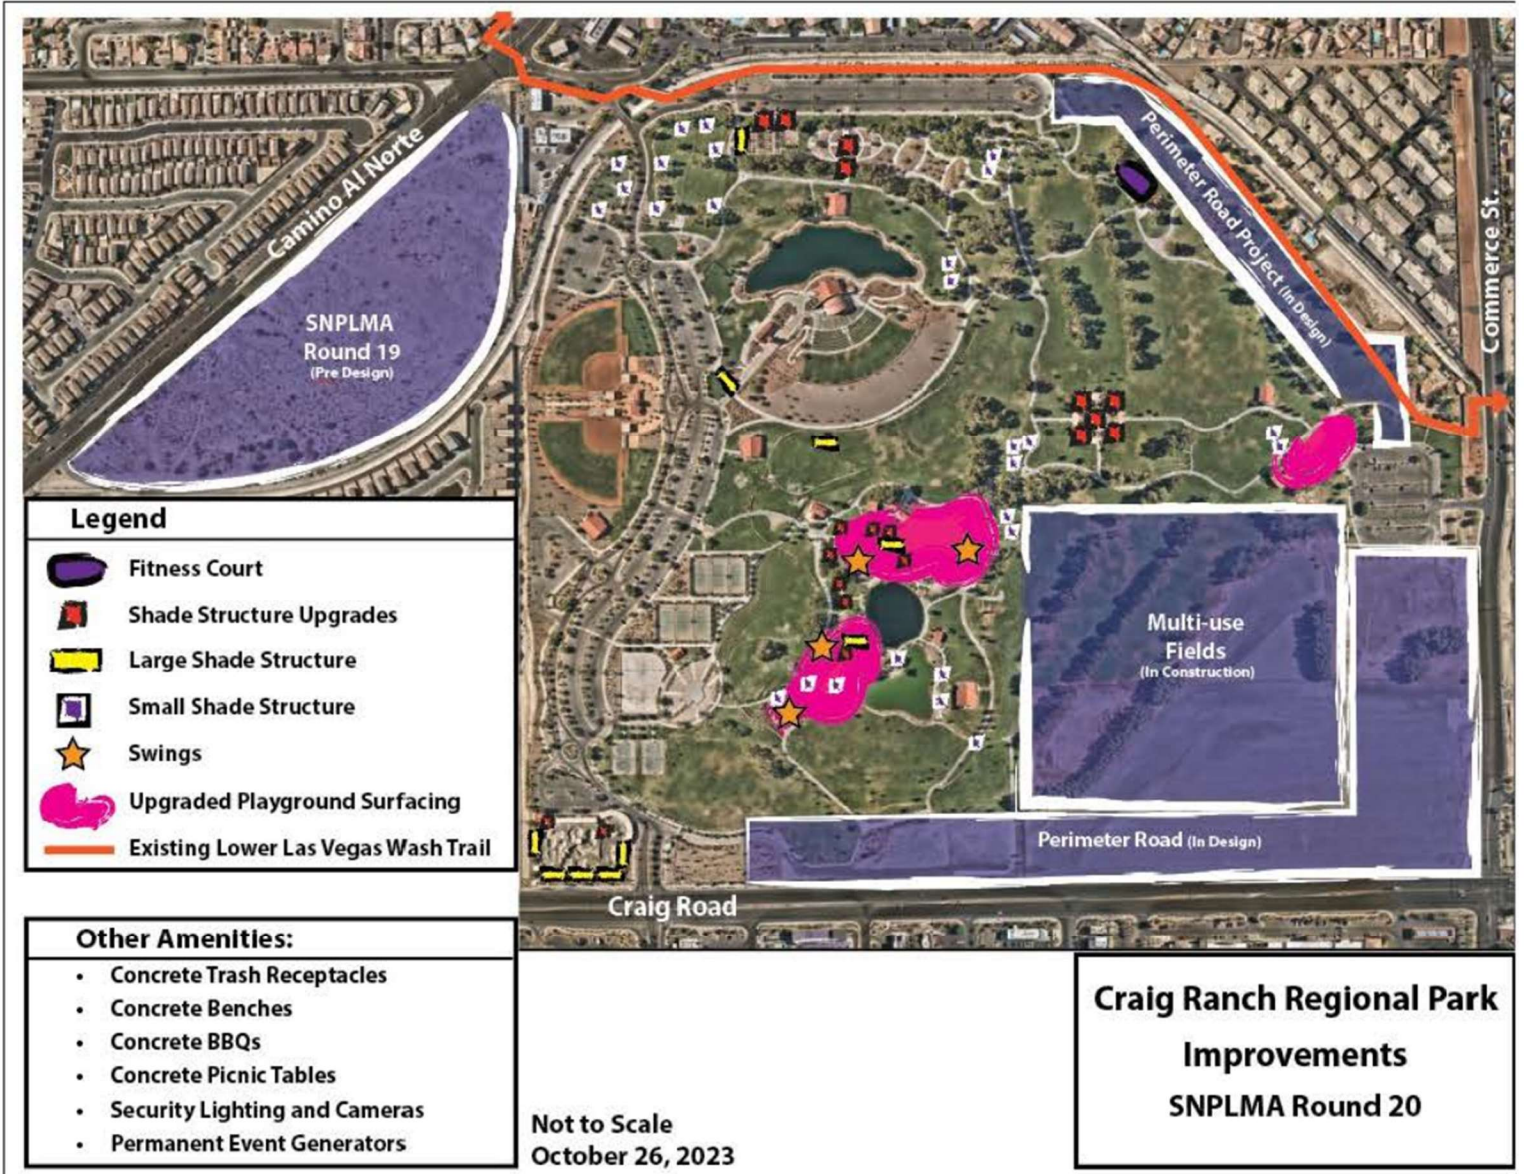 Camino Al Norte
Perimeter Road Project (In Design)
Commerce St.
SNPLMA
Round 19
(Pre Design)
Legend
Fitness Court
Shade Structure Upgrades
Large Shade Structure
Small Shade Structure
Swings
Upgraded Playground Surfacing
Existing Lower Las Vegas Wash Trail
Multi-use
Fields
(In Construction)
Perimeter Road (In Design)
Craig Road
Other Amenities:
• Concrete Trash Receptacles
• Concrete Benches
• Concrete BBQs
• Concrete Picnic Tables
• Security Lighting and Cameras
• Permanent Event Generators
Not to Scale
October 26, 2023
Craig Ranch Regional Park
Improvements
SNPLMA Round 20